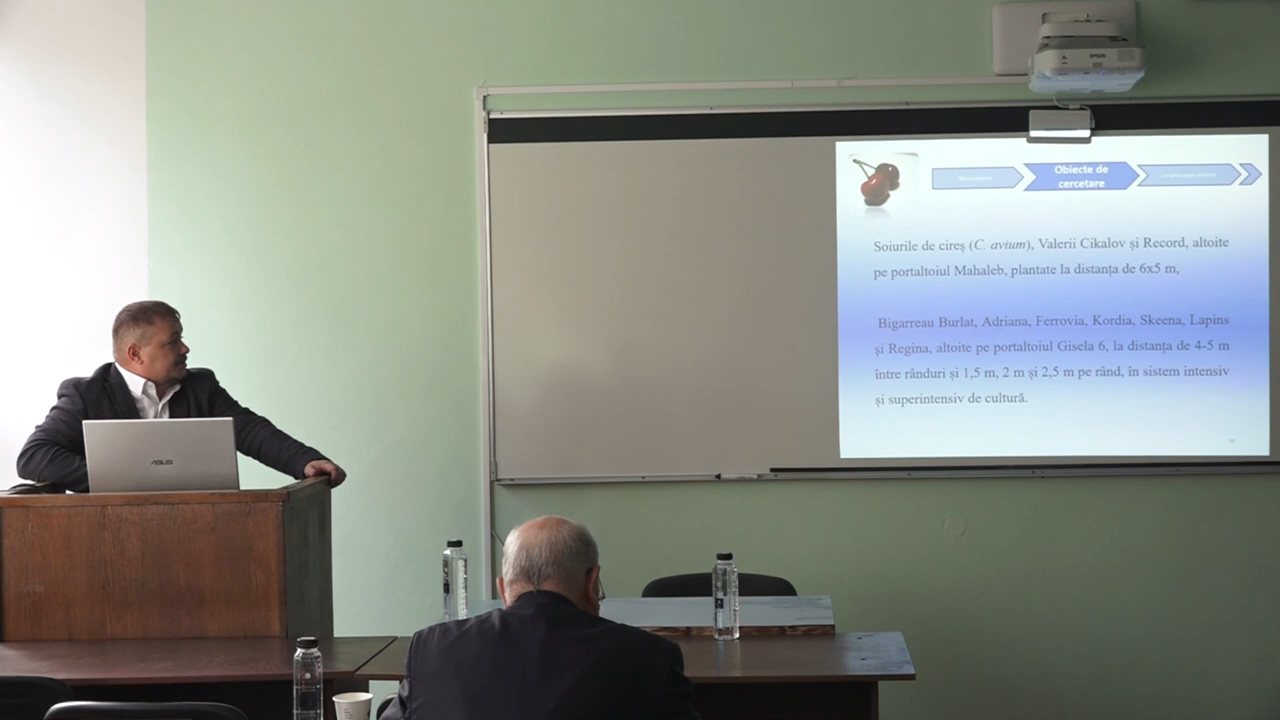 EPSON
Obiecte de
cercetare
Soiurile de cireș (C. avium), Valerii Cikalov și Record, altoite
pe portaltoiul Mahaleb, plantate la distanța de 6x5 m,
Bigarreau Burlat, Adriana, Ferrovia, Kordia, Skeena, Lapins
și Regina, altoite pe portaltoiul Gisela 6, la distanța de 4-5 m
între rânduri și 1,5 m, 2 m și 2,5 m pe rând, în sistem intensiv
și superintensiv de cultură.
ASUS